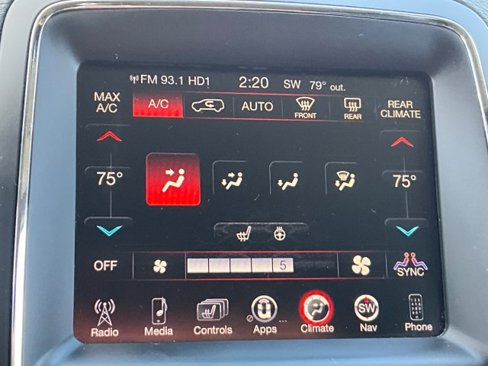 FM 93.1 HD1 2:20 SW 79° out.
MAX A/C
A/C AUTO FRONT REAR
REAR CLIMATE
75° 75°
OFF 5 SYNC
Radio Media Controls Apps Climate Nav Phone
SW